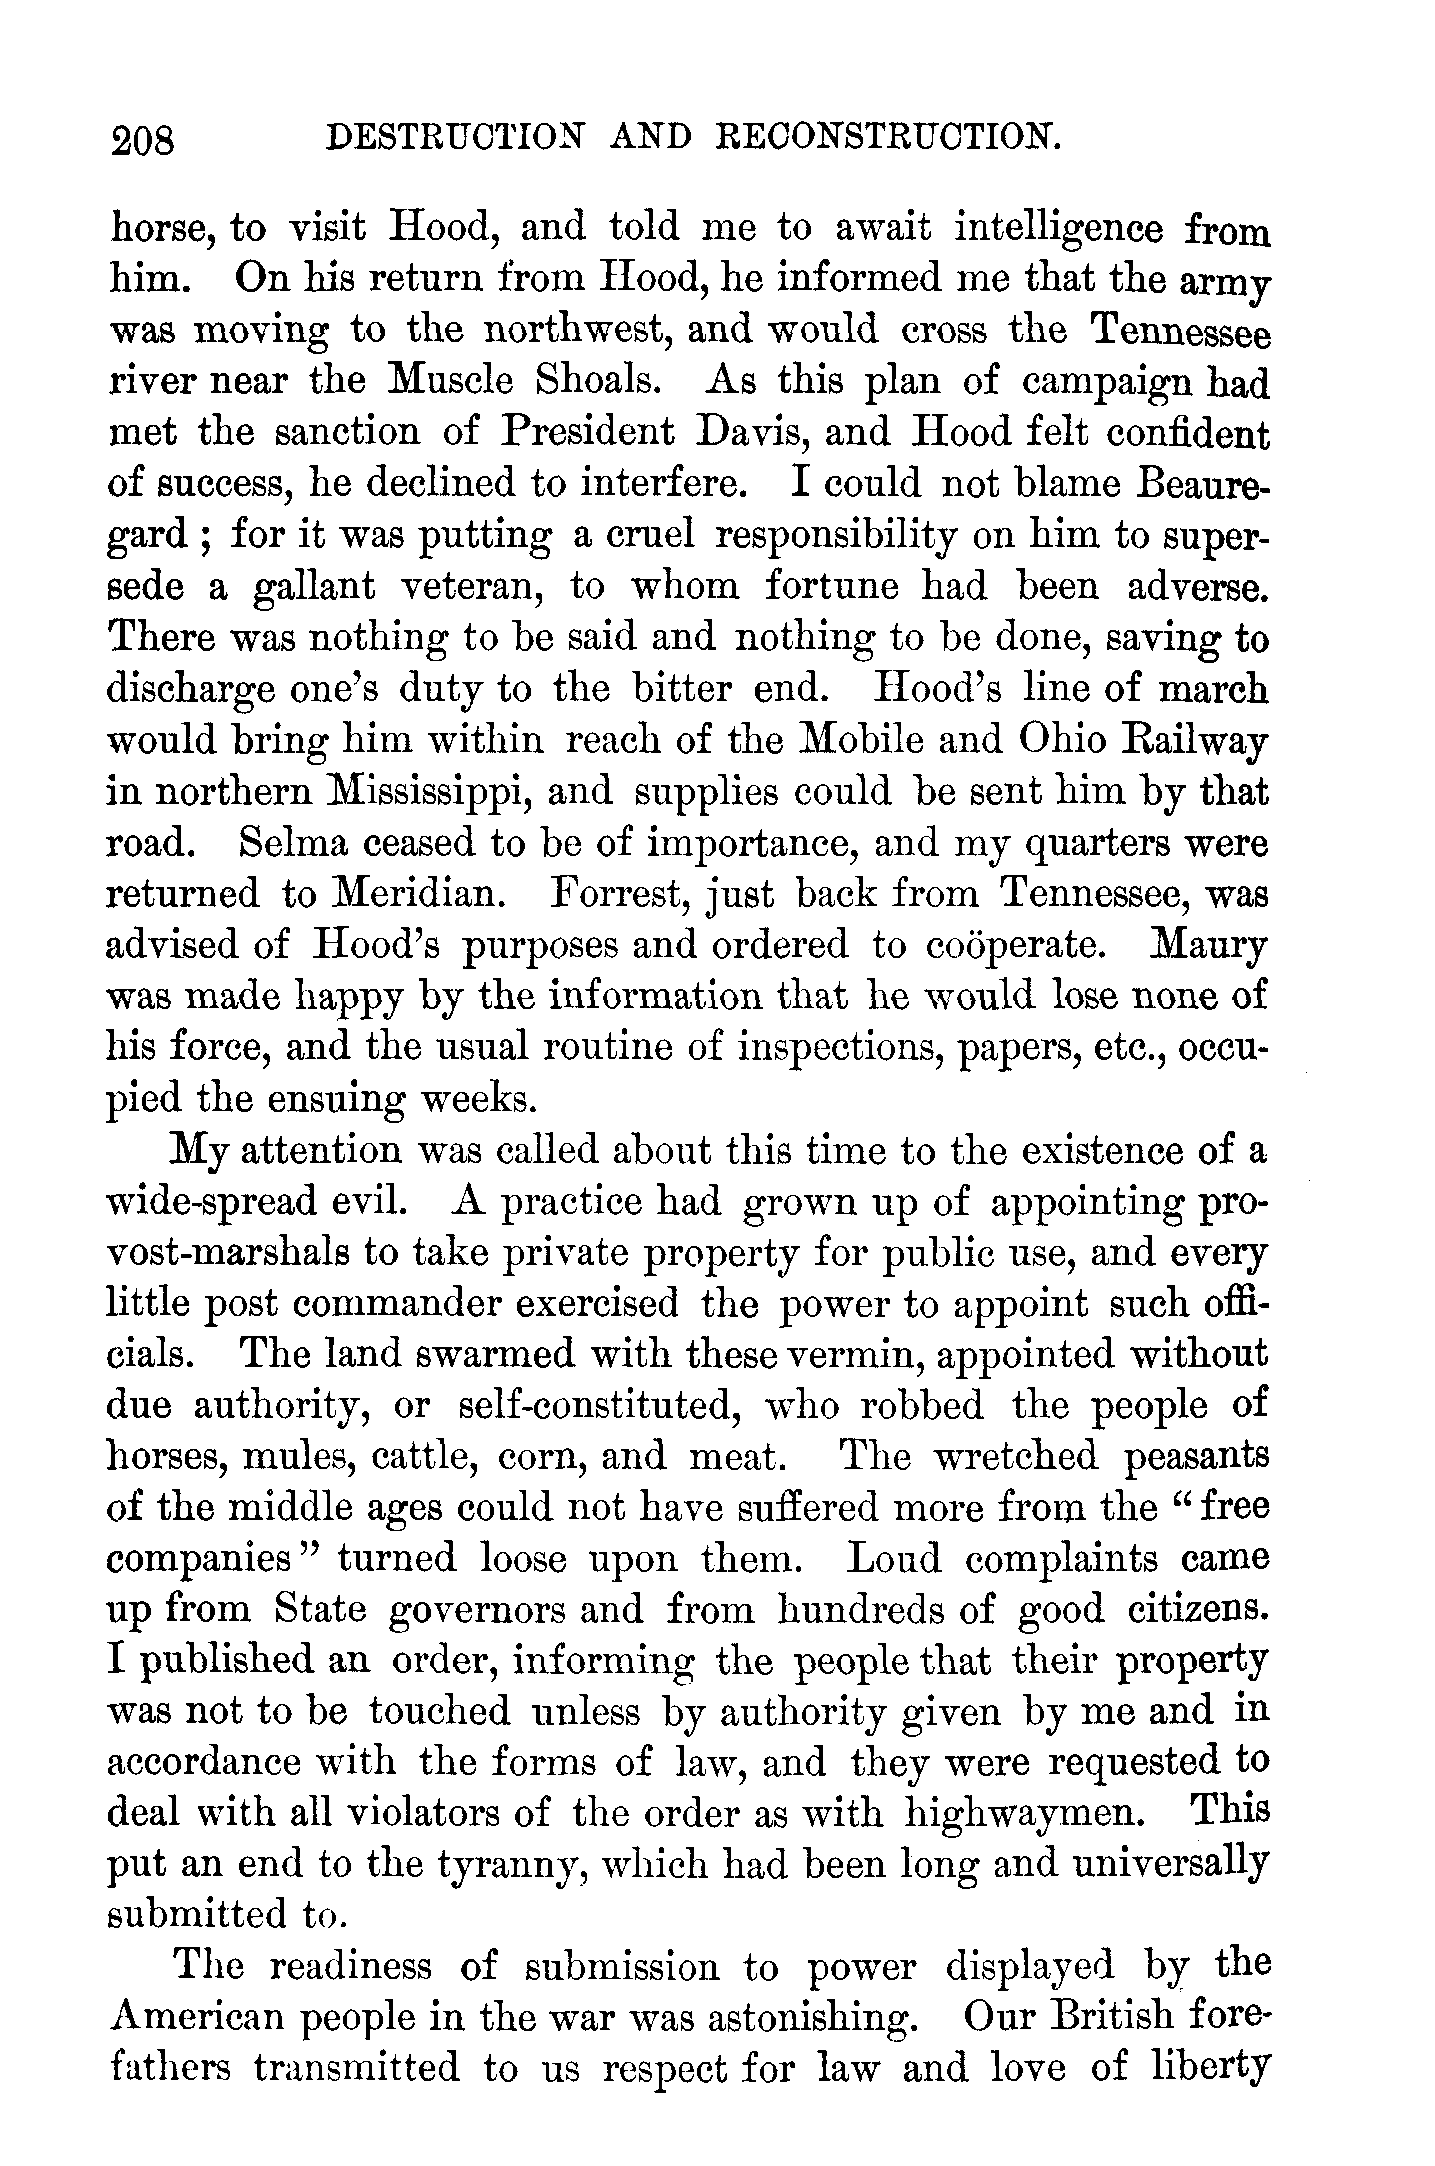 208 DESTRUCTION AND RECONSTRUCTION.
horse, to visit Hood, and told me to await intelligence from
him. On his return from Hood, he informed me that the army
was moving to the northwest, and would cross the Tennessee
river near the Muscle Shoals. As this plan of campaign had
met the sanction of President Davis, and Hood felt confident
of success, he declined to interfere. I could not blame Beaure-
gard ; for it was putting a cruel responsibility on him to super-
sede a gallant veteran, to whom fortune had been adverse.
There was nothing to be said and nothing to be done, saving to
discharge one's duty to the bitter end. Hood's line of march
would bring him within reach of the Mobile and Ohio Railway
in northern Mississippi, and supplies could be sent him by that
road. Selma ceased to be of importance, and my quarters were
returned to Meridian. Forrest, just back from Tennessee, was
advised of Hood's purposes and ordered to coöperate. Maury
was made happy by the information that he would lose none of
his force, and the usual routine of inspections, papers, etc., occu-
pied the ensuing weeks.
My attention was called about this time to the existence of a
wide-spread evil. A practice had grown up of appointing pro-
vost-marshals to take private property for public use, and every
little post commander exercised the power to appoint such offi-
cials. The land swarmed with these vermin, appointed without
due authority, or self-constituted, who robbed the people of
horses, mules, cattle, corn, and meat. The wretched peasants
of the middle ages could not have suffered more from the “ free
companies ” turned loose upon them. Loud complaints came
up from State governors and from hundreds of good citizens.
I published an order, informing the people that their property
was not to be touched unless by authority given by me and in
accordance with the forms of law, and they were requested to
deal with all violators of the order as with highwaymen. This
put an end to the tyranny, which had been long and universally
submitted to.
The readiness of submission to power displayed by the
American people in the war was astonishing. Our British fore-
fathers transmitted to us respect for law and love of liberty